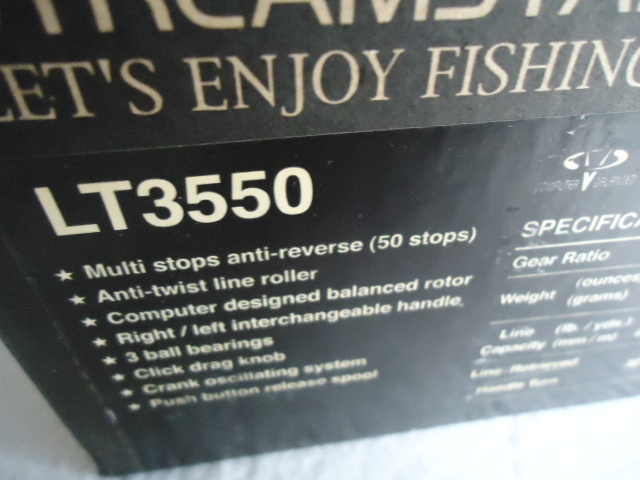 LET'S ENJOY FISHING
LT3550
★ Multi stops anti-reverse (50 stops)
★ Anti-twist line roller
★ Computer designed balanced rotor
★ Right / left interchangeable handle
★ 3 ball bearings
★ Click drag knob
★ Crank oscillating system
★ Push button release spool
SPECIFICA
Gear Ratio
Weight (ounce
(grams)
Line (lb. / yds.)
Capacity (mm/m)
Line Retrieved
Handle Turn